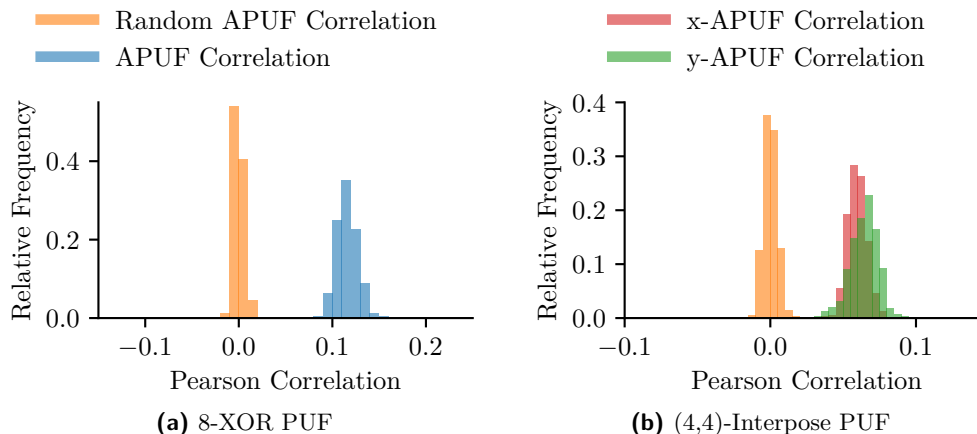 Random APUF Correlation
APUF Correlation
Relative Frequency
0.4
0.2
0.0
−0.1 0.0 0.1 0.2
Pearson Correlation
(a) 8-XOR PUF
x-APUF Correlation
y-APUF Correlation
Relative Frequency
0.4
0.3
0.2
0.1
0.0
−0.1 0.0 0.1
Pearson Correlation
(b) (4,4)-Interpose PUF